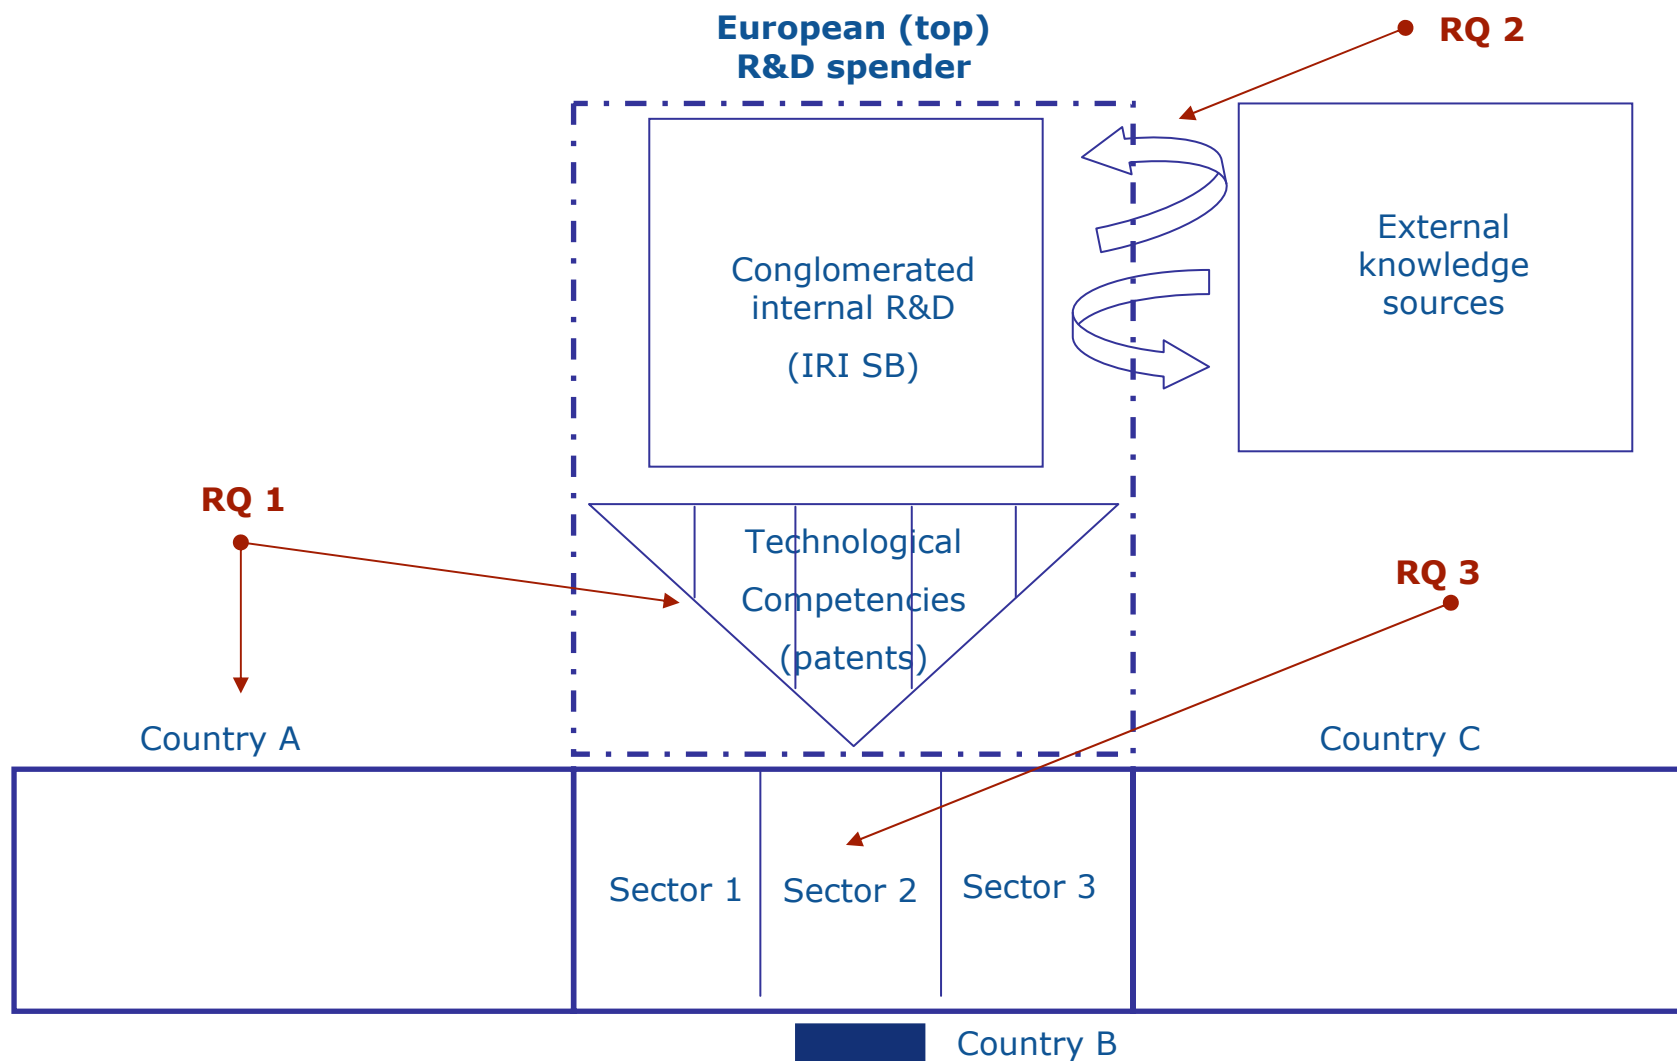 European (top)
R&D spender
RQ 2
External
knowledge
sources
Conglomerated
internal R&D
(IRI SB)
RQ 1
Technological
Competencies
(patents)
RQ 3
Country A
Country C
Sector 1
Sector 2
Sector 3
Country B